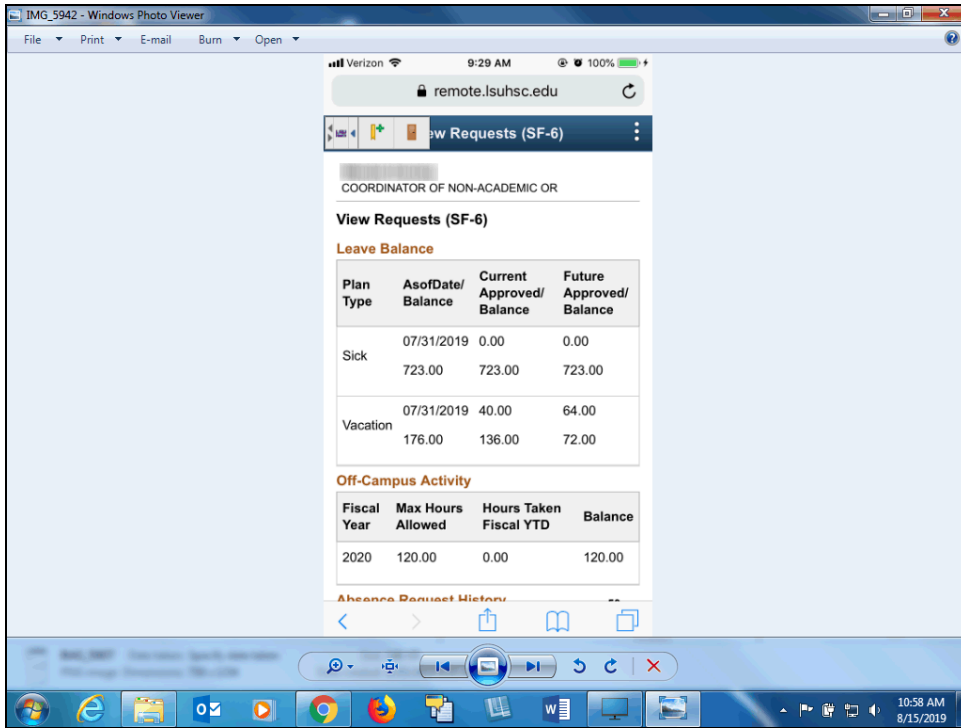 IMG_5942 - Windows Photo Viewer
File Print E-mail Burn Open
Verizon 9:29 AM 100%
remote.lsuhsc.edu
ew Requests (SF-6)
COORDINATOR OF NON-ACADEMIC OR
View Requests (SF-6)
Leave Balance
Plan Type AsofDate/ Balance Current Approved/ Balance Future Approved/ Balance
Sick 07/31/2019 0.00 0.00
723.00 723.00 723.00
Vacation 07/31/2019 40.00 64.00
176.00 136.00 72.00
Off-Campus Activity
Fiscal Year Max Hours Allowed Hours Taken Fiscal YTD Balance
2020 120.00 0.00 120.00
Absence Request History
10:58 AM
8/15/2019